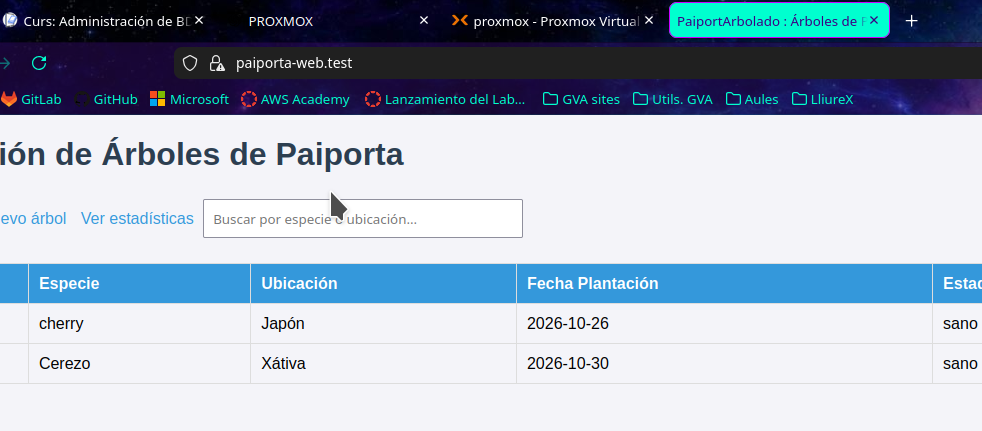 Curs: Administración de BD PROXMOX proxmox - Proxmox Virtual PaiportArbolado : Árboles de P
paiporta-web.test
GitLab GitHub Microsoft AWS Academy Lanzamiento del Lab... GVA sites Utils. GVA Aules LliureX
ión de Árboles de Paiporta
evo árbol Ver estadísticas Buscar por especie o ubicación...
Especie Ubicación Fecha Plantación Estad
cherry Japón 2026-10-26 sano
Cerezo Xátiva 2026-10-30 sano